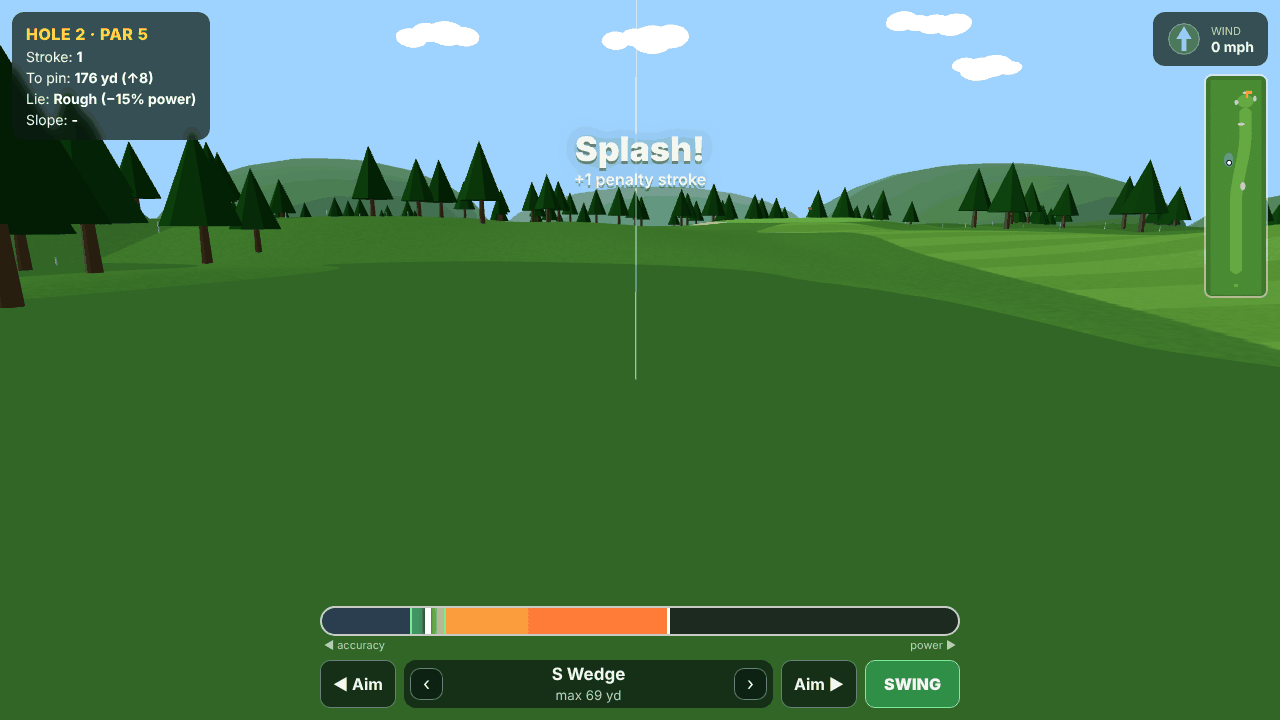 HOLE 2 · PAR 5
Stroke: 1
To pin: 176 yd (↑8)
Lie: Rough (−15% power)
Slope: -
WIND
0 mph
Splash!
+1 penalty stroke
◀ accuracy
power ▶
◀ Aim
‹
S Wedge
max 69 yd
›
Aim ▶
SWING